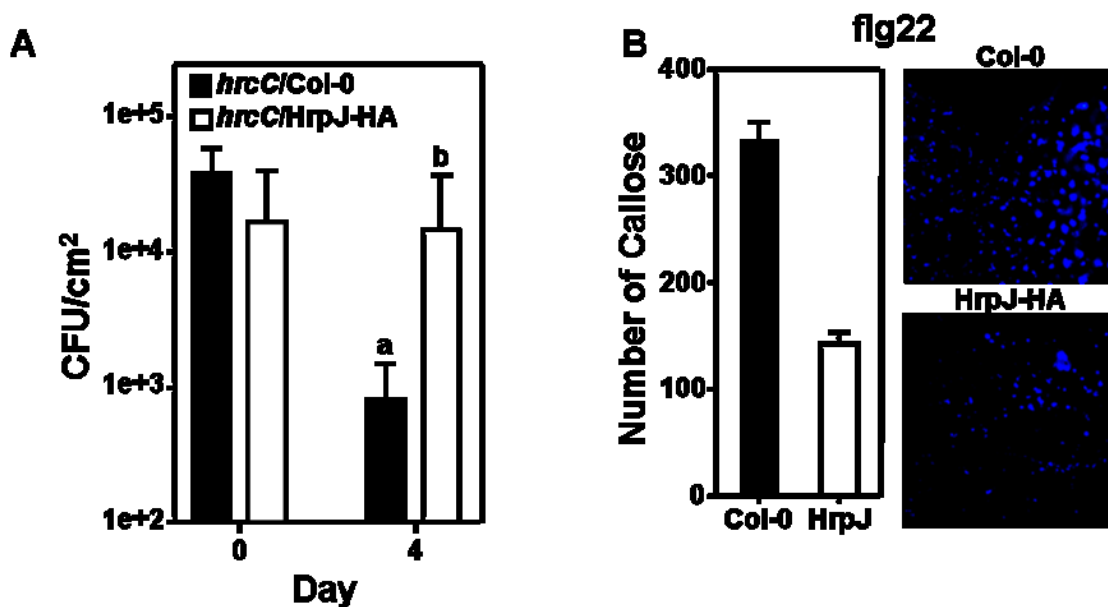 A
hrcC/Col-0
hrcC/HrpJ-HA
1e+5
1e+4
1e+3
1e+2
CFU/cm²
a
b
0
4
Day
B
flg22
400
300
200
100
0
Number of Callose
Col-0
HrpJ
Col-0
HrpJ-HA